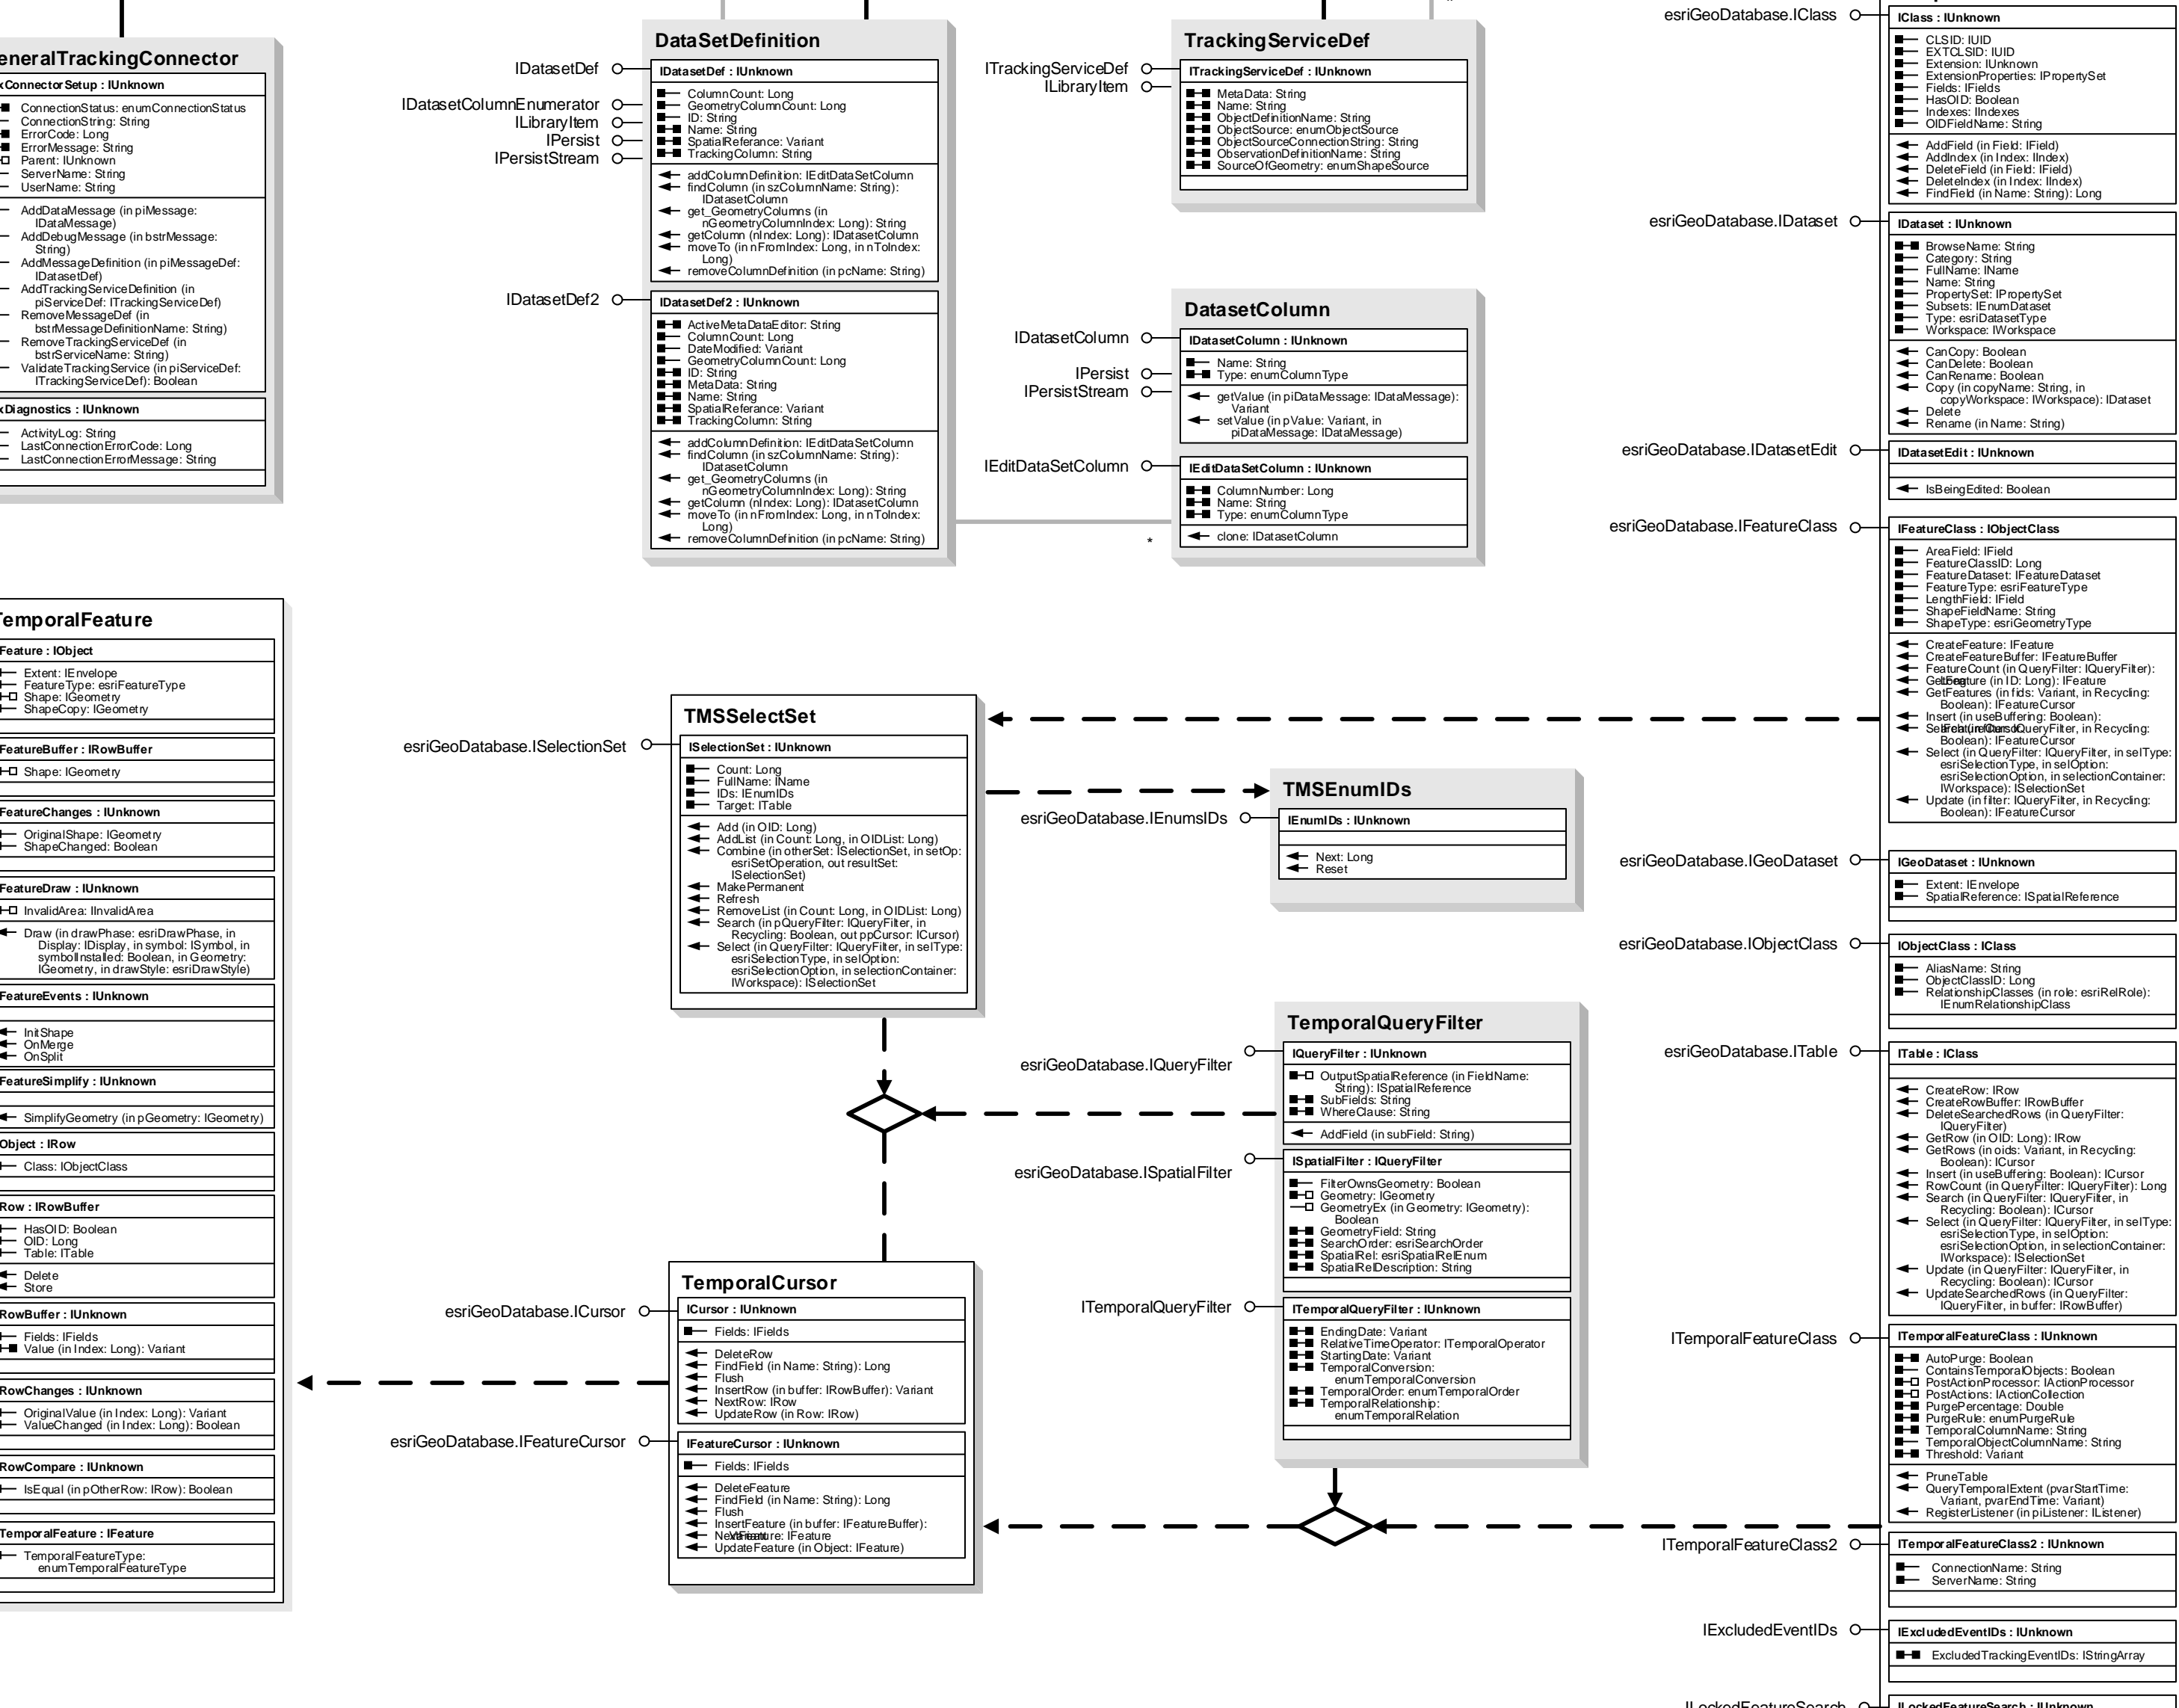 eneralTrackingConnector
xConnectorSetup : IUnknown
ConnectionStatus: enumConnectionStatus
ConnectionString: String
ErrorCode: Long
ErrorMessage: String
Parent: IUnknown
ServerName: String
UserName: String
AddDataMessage (in piMessage:
IDataMessage)
AddDebugMessage (in bstrMessage:
String)
AddMessageDefinition (in piMessageDef:
IDatasetDef)
AddTrackingServiceDefinition (in
piServiceDef: ITrackingServiceDef)
RemoveMessageDef (in
bstrMessageDefinitionName: String)
RemoveTrackingServiceDef (in
bstrServiceName: String)
ValidateTrackingService (in piServiceDef:
ITrackingServiceDef): Boolean
xDiagnostics : IUnknown
ActivityLog: String
LastConnectionErrorCode: Long
LastConnectionErrorMessage: String
TemporalFeature
Feature : IObject
Extent: IEnvelope
FeatureType: esriFeatureType
Shape: IGeometry
ShapeCopy: IGeometry
FeatureBuffer : IRowBuffer
Shape: IGeometry
FeatureChanges : IUnknown
OriginalShape: IGeometry
ShapeChanged: Boolean
FeatureDraw : IUnknown
InvalidArea: IInvalidArea
Draw (in drawPhase: esriDrawPhase, in
Display: IDisplay, in symbol: ISymbol, in
symbolInstalled: Boolean, in Geometry:
IGeometry, in drawStyle: esriDrawStyle)
FeatureEvents : IUnknown
InitShape
OnMerge
OnSplit
FeatureSimplify : IUnknown
SimplifyGeometry (in pGeometry: IGeometry)
Object : IRow
Class: IObjectClass
Row : IRowBuffer
HasOID: Boolean
OID: Long
Table: ITable
Delete
Store
RowBuffer : IUnknown
Fields: IFields
Value (in Index: Long): Variant
RowChanges : IUnknown
OriginalValue (in Index: Long): Variant
ValueChanged (in Index: Long): Boolean
RowCompare : IUnknown
IsEqual (in pOtherRow: IRow): Boolean
TemporalFeature : IFeature
TemporalFeatureType:
enumTemporalFeatureType
DataSetDefinition
IDatasetDef
IDatasetColumnEnumerator
ILibraryItem
IPersist
IPersistStream
IDatasetDef : IUnknown
ColumnCount: Long
GeometryColumnCount: Long
ID: String
Name: String
SpatialReferance: Variant
TrackingColumn: String
addColumnDefinition: IEditDataSetColumn
findColumn (in szColumnName: String):
IDatasetColumn
get_GeometryColumns (in
nGeometryColumnIndex: Long): String
getColumn (nIndex: Long): IDatasetColumn
moveTo (in nFromIndex: Long, in nToIndex:
Long)
removeColumnDefinition (in pcName: String)
IDatasetDef2
IDatasetDef2 : IUnknown
ActiveMetaDataEditor: String
ColumnCount: Long
DateModified: Variant
GeometryColumnCount: Long
ID: String
MetaData: String
Name: String
SpatialReferance: Variant
TrackingColumn: String
addColumnDefinition: IEditDataSetColumn
findColumn (in szColumnName: String):
IDatasetColumn
get_GeometryColumns (in
nGeometryColumnIndex: Long): String
getColumn (nIndex: Long): IDatasetColumn
moveTo (in nFromIndex: Long, in nToIndex:
Long)
removeColumnDefinition (in pcName: String)
*
TrackingServiceDef
ITrackingServiceDef
ILibraryItem
ITrackingServiceDef : IUnknown
MetaData: String
Name: String
ObjectDefinitionName: String
ObjectSource: enumObjectSource
ObjectSourceConnectionString: String
ObservationDefinitionName: String
SourceOfGeometry: enumShapeSource
DatasetColumn
IDatasetColumn
IPersist
IPersistStream
IDatasetColumn : IUnknown
Name: String
Type: enumColumnType
getValue (in piDataMessage: IDataMessage):
Variant
setValue (in pValue: Variant, in
piDataMessage: IDataMessage)
IEditDataSetColumn
IEditDataSetColumn : IUnknown
ColumnNumber: Long
Name: String
Type: enumColumnType
clone: IDatasetColumn
TMSSelectSet
esriGeoDatabase.ISelectionSet
ISelectionSet : IUnknown
Count: Long
FullName: IName
IDs: IEnumIDs
Target: ITable
Add (in OID: Long)
AddList (in Count: Long, in OIDList: Long)
Combine (in otherSet: ISelectionSet, in setOp:
esriSetOperation, out resultSet:
ISelectionSet)
MakePermanent
Refresh
RemoveList (in Count: Long, in OIDList: Long)
Search (in pQueryFilter: IQueryFilter, in
Recycling: Boolean, out ppCursor: ICursor)
Select (in QueryFilter: IQueryFilter, in selType:
esriSelectionType, in selOption:
esriSelectionOption, in selectionContainer:
IWorkspace): ISelectionSet
TMSEnumIDs
esriGeoDatabase.IEnumsIDs
IEnumIDs : IUnknown
Next: Long
Reset
TemporalQueryFilter
esriGeoDatabase.IQueryFilter
IQueryFilter : IUnknown
OutputSpatialReference (in FieldName:
String): ISpatialReference
SubFields: String
WhereClause: String
AddField (in subField: String)
esriGeoDatabase.ISpatialFilter
ISpatialFilter : IQueryFilter
FilterOwnsGeometry: Boolean
Geometry: IGeometry
GeometryEx (in Geometry: IGeometry):
Boolean
GeometryField: String
SearchOrder: esriSearchOrder
SpatialRel: esriSpatialRelEnum
SpatialRelDescription: String
ITemporalQueryFilter
ITemporalQueryFilter : IUnknown
EndingDate: Variant
RelativeTimeOperator: ITemporalOperator
StartingDate: Variant
TemporalConversion:
enumTemporalConversion
TemporalOrder: enumTemporalOrder
TemporalRelationship:
enumTemporalRelation
TemporalCursor
esriGeoDatabase.ICursor
ICursor : IUnknown
Fields: IFields
DeleteRow
FindField (in Name: String): Long
Flush
InsertRow (in buffer: IRowBuffer): Variant
NextRow: IRow
UpdateRow (in Row: IRow)
esriGeoDatabase.IFeatureCursor
IFeatureCursor : IUnknown
Fields: IFields
DeleteFeature
FindField (in Name: String): Long
Flush
InsertFeature (in buffer: IFeatureBuffer):
Variant
NextFeature: IFeature
UpdateFeature (in Object: IFeature)
esriGeoDatabase.IClass
IClass : IUnknown
CLSID: IUID
EXTCLSID: IUID
Extension: IUnknown
ExtensionProperties: IPropertySet
Fields: IFields
HasOID: Boolean
Indexes: IIndexes
OIDFieldName: String
AddField (in Field: IField)
AddIndex (in Index: IIndex)
DeleteField (in Field: IField)
DeleteIndex (in Index: IIndex)
FindField (in Name: String): Long
esriGeoDatabase.IDataset
IDataset : IUnknown
BrowseName: String
Category: String
FullName: IName
Name: String
PropertySet: IPropertySet
Subsets: IEnumDataset
Type: esriDatasetType
Workspace: IWorkspace
CanCopy: Boolean
CanDelete: Boolean
CanRename: Boolean
Copy (in copyName: String, in
copyWorkspace: IWorkspace): IDataset
Delete
Rename (in Name: String)
esriGeoDatabase.IDatasetEdit
IDatasetEdit : IUnknown
IsBeingEdited: Boolean
esriGeoDatabase.IFeatureClass
IFeatureClass : IObjectClass
AreaField: IField
FeatureClassID: Long
FeatureDataset: IFeatureDataset
FeatureType: esriFeatureType
LengthField: IField
ShapeFieldName: String
ShapeType: esriGeometryType
CreateFeature: IFeature
CreateFeatureBuffer: IFeatureBuffer
FeatureCount (in QueryFilter: IQueryFilter):
Long
GetFeature (in ID: Long): IFeature
GetFeatures (in fids: Variant, in Recycling:
Boolean): IFeatureCursor
Insert (in useBuffering: Boolean):
IFeatureCursor
Search (in QueryFilter: IQueryFilter, in Recycling:
Boolean): IFeatureCursor
Select (in QueryFilter: IQueryFilter, in selType:
esriSelectionType, in selOption:
esriSelectionOption, in selectionContainer:
IWorkspace): ISelectionSet
Update (in filter: IQueryFilter, in Recycling:
Boolean): IFeatureCursor
esriGeoDatabase.IGeoDataset
IGeoDataset : IUnknown
Extent: IEnvelope
SpatialReference: ISpatialReference
esriGeoDatabase.IObjectClass
IObjectClass : IClass
AliasName: String
ObjectClassID: Long
RelationshipClasses (in role: esriRelRole):
IEnumRelationshipClass
esriGeoDatabase.ITable
ITable : IClass
CreateRow: IRow
CreateRowBuffer: IRowBuffer
DeleteSearchedRows (in QueryFilter:
IQueryFilter)
GetRow (in OID: Long): IRow
GetRows (in oids: Variant, in Recycling:
Boolean): ICursor
Insert (in useBuffering: Boolean): ICursor
RowCount (in QueryFilter: IQueryFilter): Long
Search (in QueryFilter: IQueryFilter, in
Recycling: Boolean): ICursor
Select (in QueryFilter: IQueryFilter, in selType:
esriSelectionType, in selOption:
esriSelectionOption, in selectionContainer:
IWorkspace): ISelectionSet
Update (in QueryFilter: IQueryFilter, in
Recycling: Boolean): ICursor
UpdateSearchedRows (in QueryFilter:
IQueryFilter, in buffer: IRowBuffer)
ITemporalFeatureClass
ITemporalFeatureClass : IUnknown
AutoPurge: Boolean
ContainsTemporalObjects: Boolean
PostActionProcessor: IActionProcessor
PostActions: IActionCollection
PurgePercentage: Double
PurgeRule: enumPurgeRule
TemporalColumnName: String
TemporalObjectColumnName: String
Threshold: Variant
PruneTable
QueryTemporalExtent (pvarStartTime:
Variant, pvarEndTime: Variant)
RegisterListener (in piListener: IListener)
ITemporalFeatureClass2
ITemporalFeatureClass2 : IUnknown
ConnectionName: String
ServerName: String
IExcludedEventIDs
IExcludedEventIDs : IUnknown
ExcludedTrackingEventIDs: IStringArray
ILockedFeatureSearch
ILockedFeatureSearch : IUnknown